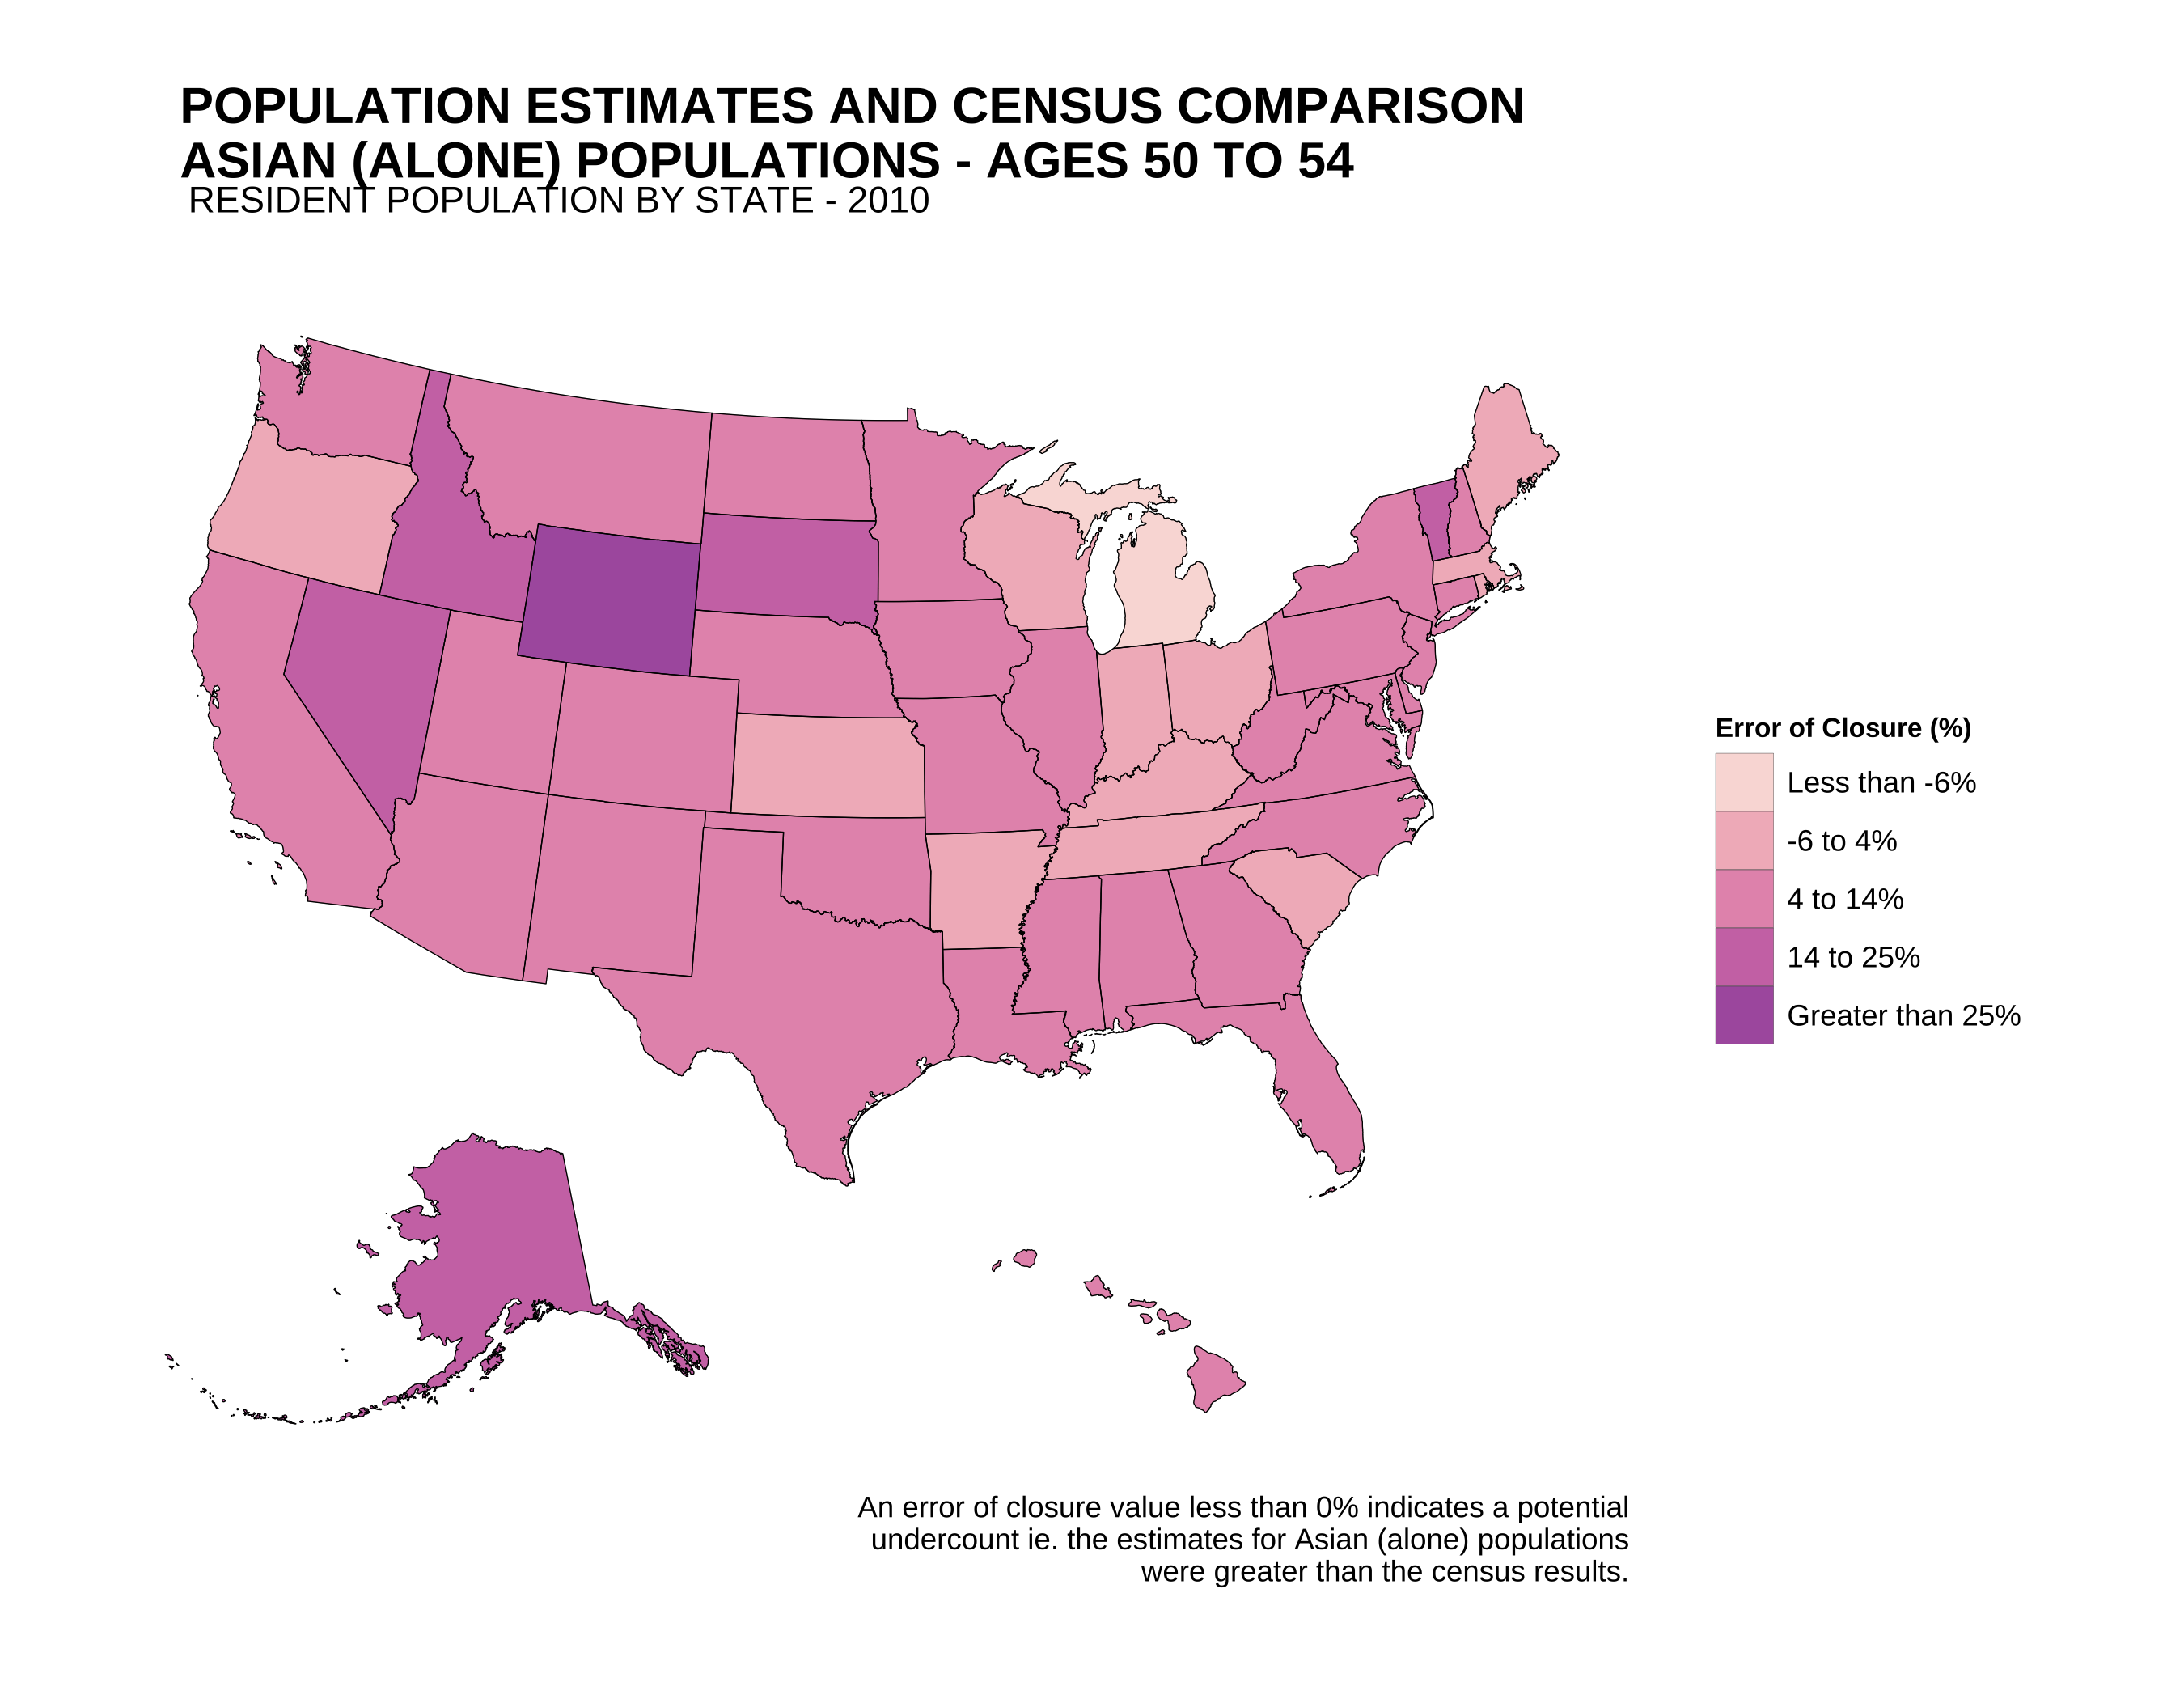 POPULATION ESTIMATES AND CENSUS COMPARISON
ASIAN (ALONE) POPULATIONS - AGES 50 TO 54
RESIDENT POPULATION BY STATE - 2010
Error of Closure (%)
Less than -6%
-6 to 4%
4 to 14%
14 to 25%
Greater than 25%
An error of closure value less than 0% indicates a potential
undercount ie. the estimates for Asian (alone) populations
were greater than the census results.